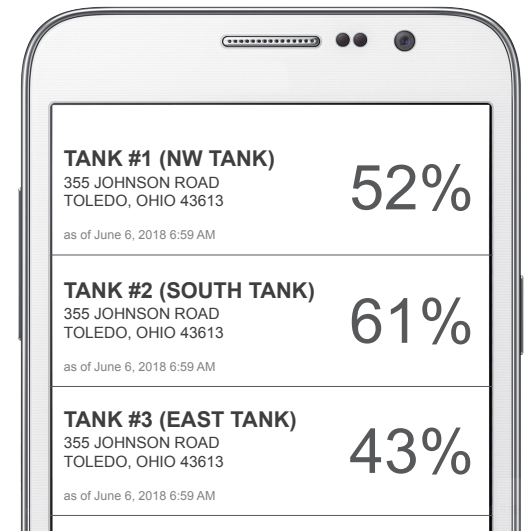 TANK #1 (NW TANK)
355 JOHNSON ROAD
TOLEDO, OHIO 43613
52%
as of June 6, 2018 6:59 AM
TANK #2 (SOUTH TANK)
355 JOHNSON ROAD
TOLEDO, OHIO 43613
61%
as of June 6, 2018 6:59 AM
TANK #3 (EAST TANK)
355 JOHNSON ROAD
TOLEDO, OHIO 43613
43%
as of June 6, 2018 6:59 AM